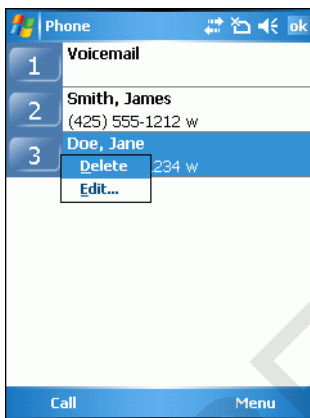 Phone ok
1 Voicemail
2 Smith, James
(425) 555-1212 w
3 Doe, Jane
Delete 234 w
Edit...
Call Menu